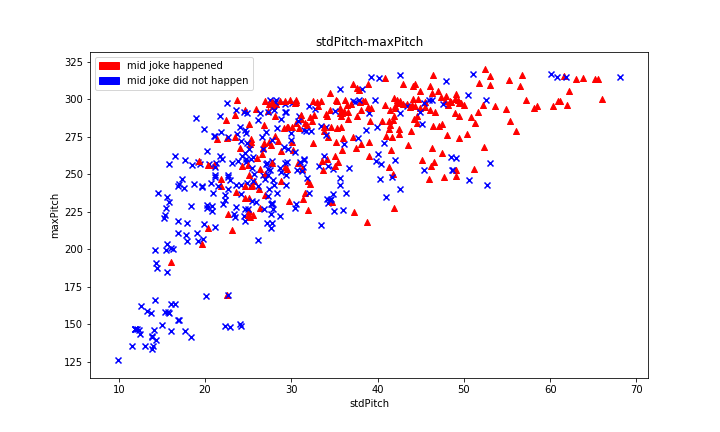 stdPitch-maxPitch
mid joke happened
mid joke did not happen
325
300
275
250
225
200
175
150
125
maxPitch
10 20 30 40 50 60 70
stdPitch